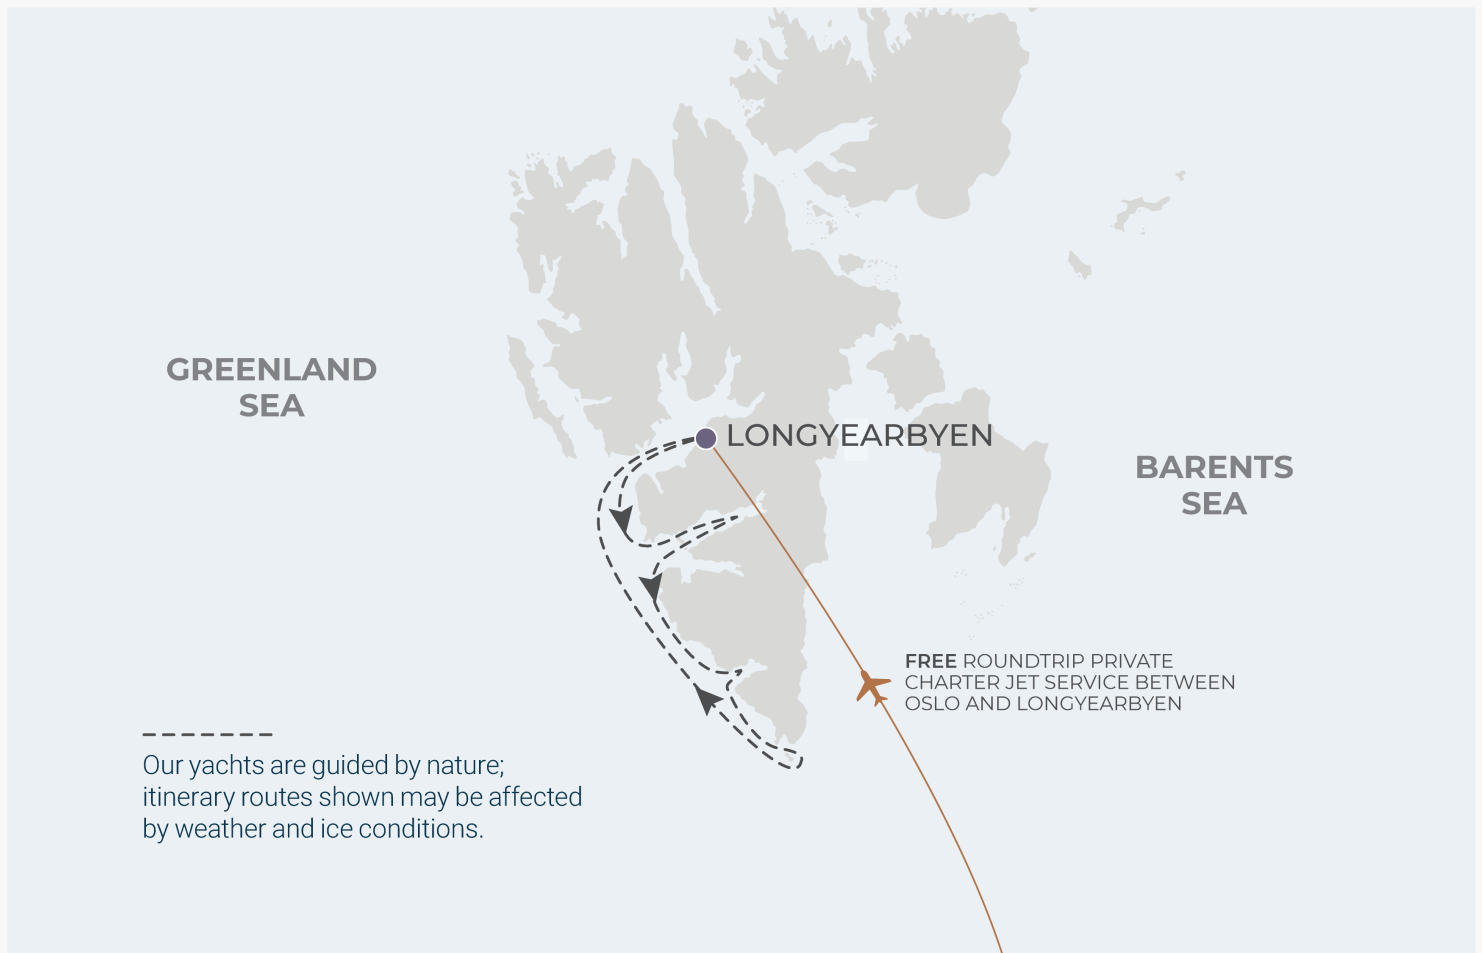 GREENLAND
SEA
LONGYEARBYEN
BARENTS
SEA
FREE ROUNDTRIP PRIVATE
CHARTER JET SERVICE BETWEEN
OSLO AND LONGYEARBYEN
Our yachts are guided by nature;
itinerary routes shown may be affected
by weather and ice conditions.